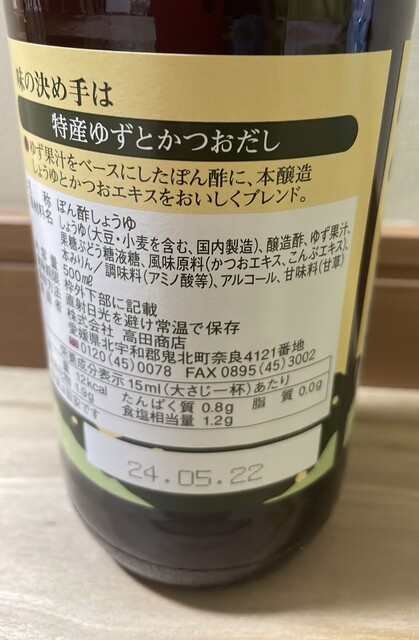 味の決め手は
特産ゆずとかつおだし
●ゆず果汁をベースにしたぽん酢に、本醸造
しょうゆとかつおエキスをおいしくブレンド。
称 ぽん酢しょうゆ
しょうゆ(大豆・小麦を含む、国内製造)、醸造酢、ゆず果汁、
果糖ぶどう糖液糖、風味原料(かつおエキス、こんぶエキス)、
本みりん/調味料(アミノ酸等)、アルコール、甘味料(甘草)
量 500㎖
枠外下部に記載
直射日光を避け常温で保存
株式会社 高田商店
愛媛県北宇和郡鬼北町奈良4121番地
0120(45)0078 FAX 0895(45)3002
栄養成分表示 15ml(大さじ一杯)あたり
12kcal たんぱく質 0.8g 脂 質 0.0g
食塩相当量 1.2g
24.05.22